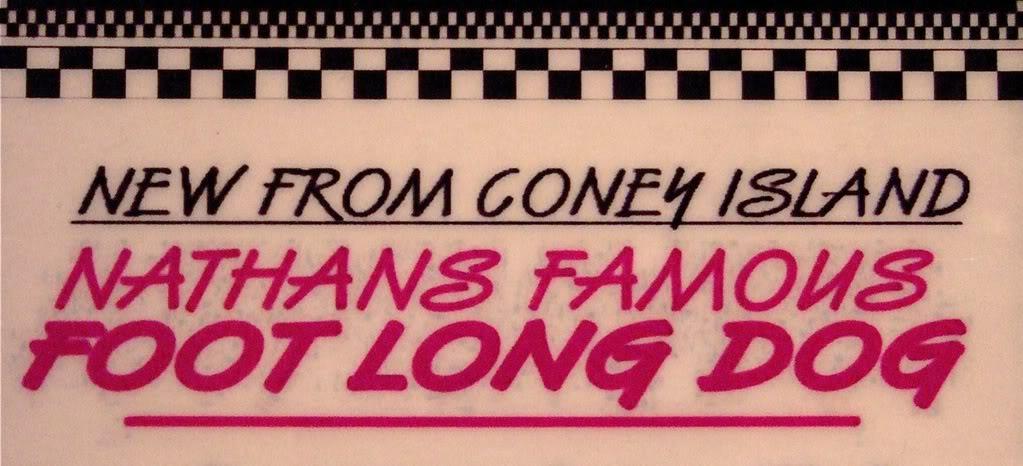 NEW FROM CONEY ISLAND
NATHANS FAMOUS
FOOT LONG DOG